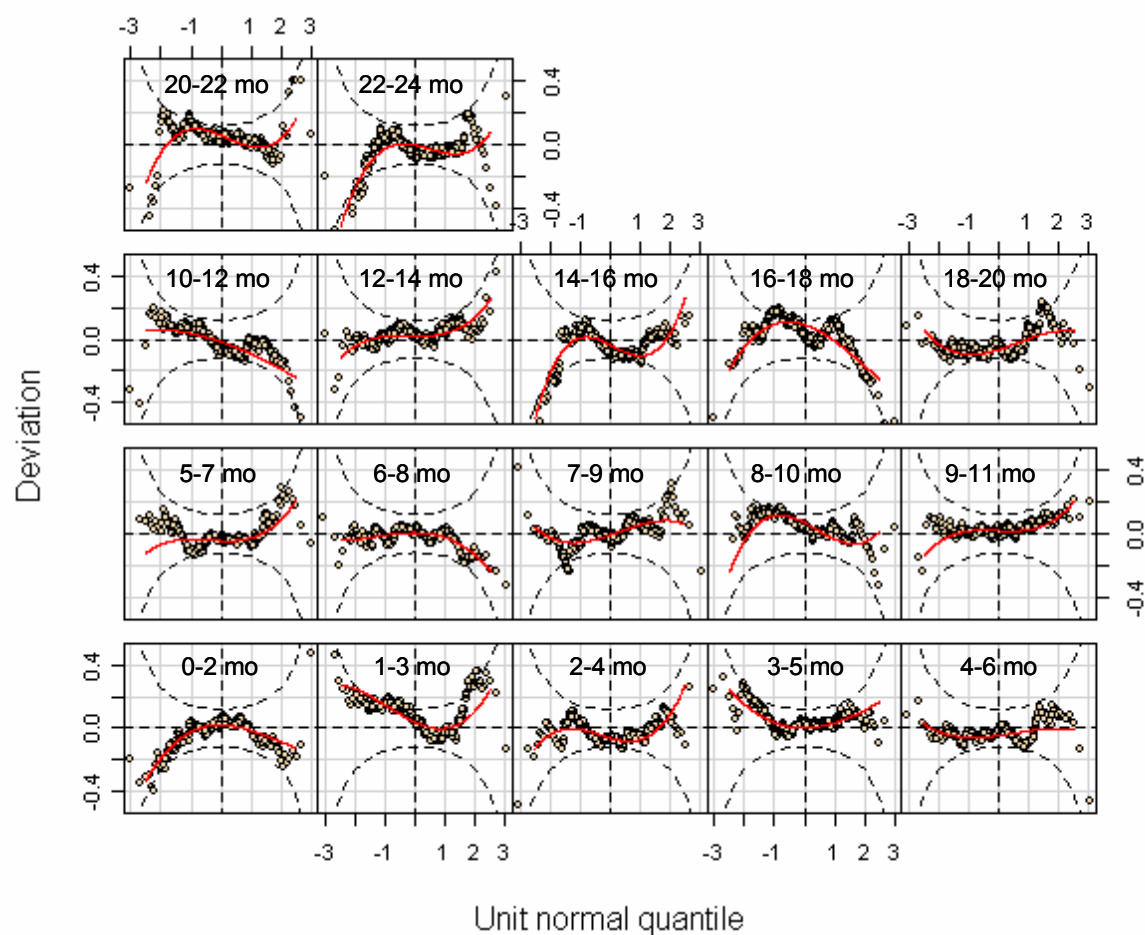 -3 -1 1 2 3
20-22 mo 22-24 mo
0.4
0.0
-0.4
-3 -1 1 2 3 -3 -1 1 2 3
10-12 mo 12-14 mo 14-16 mo 16-18 mo 18-20 mo
0.4
0.0
-0.4
Deviation
5-7 mo 6-8 mo 7-9 mo 8-10 mo 9-11 mo
0.4
0.0
-0.4
0-2 mo 1-3 mo 2-4 mo 3-5 mo 4-6 mo
0.4
0.0
-0.4
-3 -1 1 2 3 -3 -1 1 2 3
Unit normal quantile